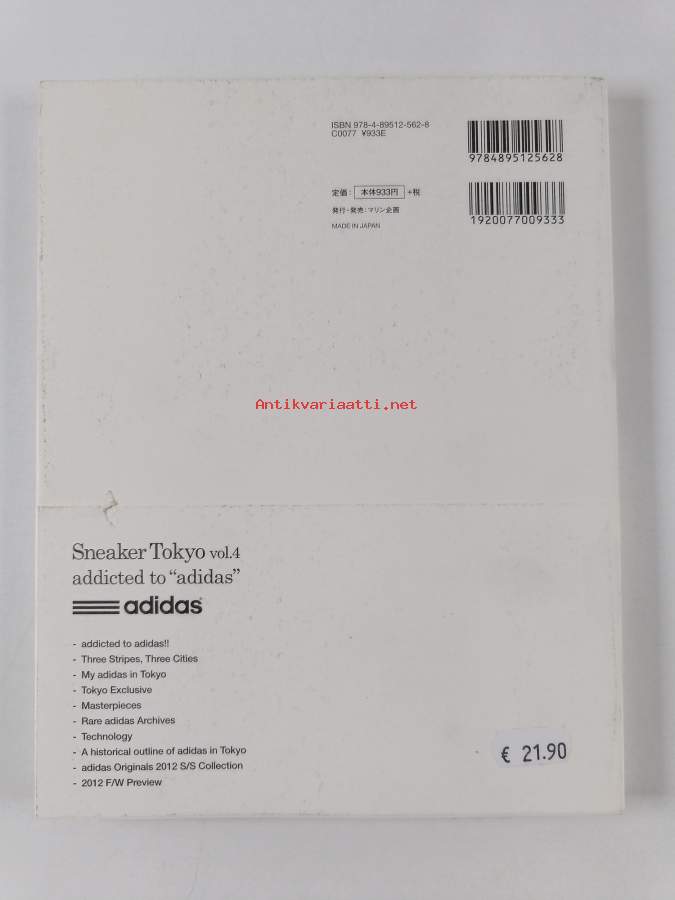 ISBN 978-4-89512-562-8
C0077 ¥933E
9784895125628
定価： 本体933円 +税
発行・発売：マリン企画
MADE IN JAPAN
1920077009333
Antikvariaatti.net
Sneaker Tokyo vol.4
addicted to “adidas”
adidas
- addicted to adidas!!
- Three Stripes, Three Cities
- My adidas in Tokyo
- Tokyo Exclusive
- Masterpieces
- Rare adidas Archives
- Technology
- A historical outline of adidas in Tokyo
- adidas Originals 2012 S/S Collection
- 2012 F/W Preview
€ 21.90